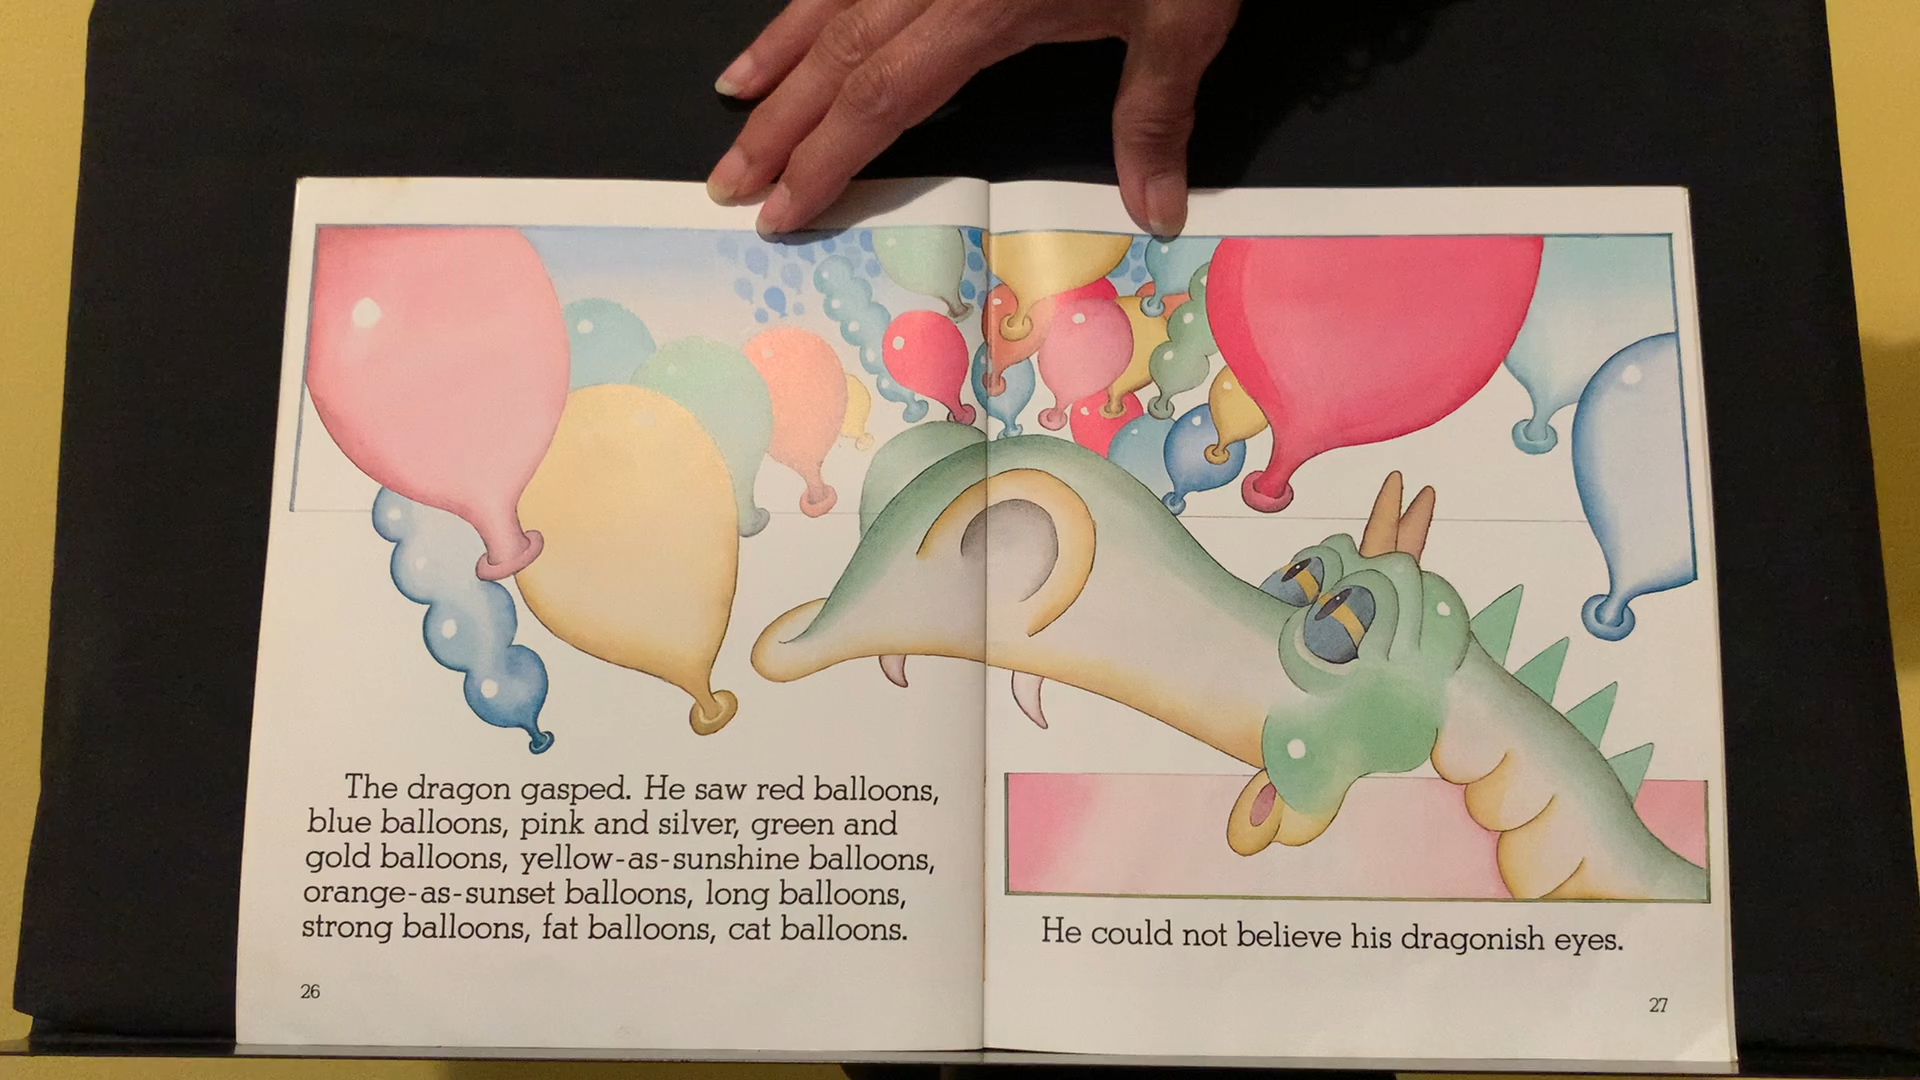 The dragon gasped. He saw red balloons,
blue balloons, pink and silver, green and
gold balloons, yellow-as-sunshine balloons,
orange-as-sunset balloons, long balloons,
strong balloons, fat balloons, cat balloons.
26
He could not believe his dragonish eyes.
27